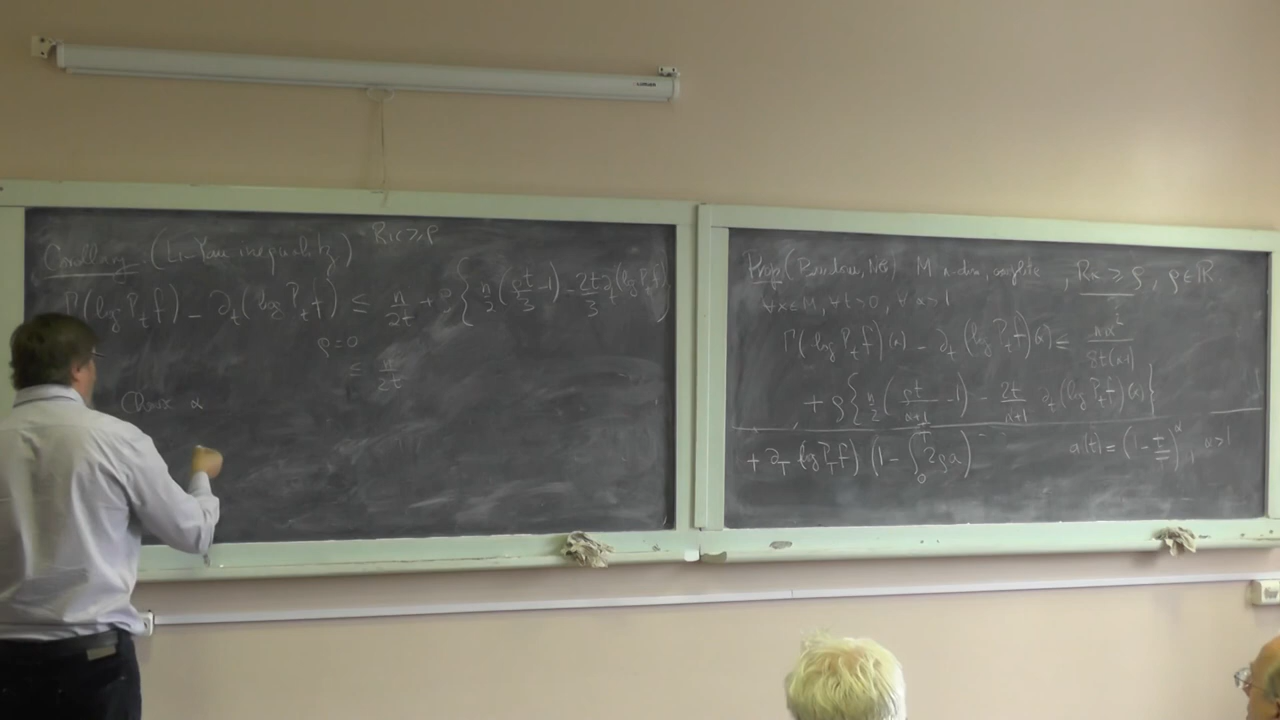 Corollary: (Li-Yau inequality) Ric ≥ ρ
Γ(log P_t f) - ∂_t (log P_t f) ≤ n/2t + ρ { n/2 (ρt/3 - 1) - 2t/3 ∂_t (log P_t f) }
ρ=0
≤ n/2t
Choose α
Prop. (Baudoin, NG) M n-dim, complete, Ric ≥ ρ, ρ∈ℝ.
∀x∈M, ∀t>0, ∀α>1
Γ(log P_t f)(x) - ∂_t (log P_t f)(x) ≤ nα²/8t(α-1)
+ ρ { n/2 (ρt/α+1 - 1) - 2t/α+1 ∂_t (log P_t f)(x) }
+ ∂_T log P_T f) (1 - ∫_0^T 2ρa) ---
a(t) = (1 - t/T)^α, α>1